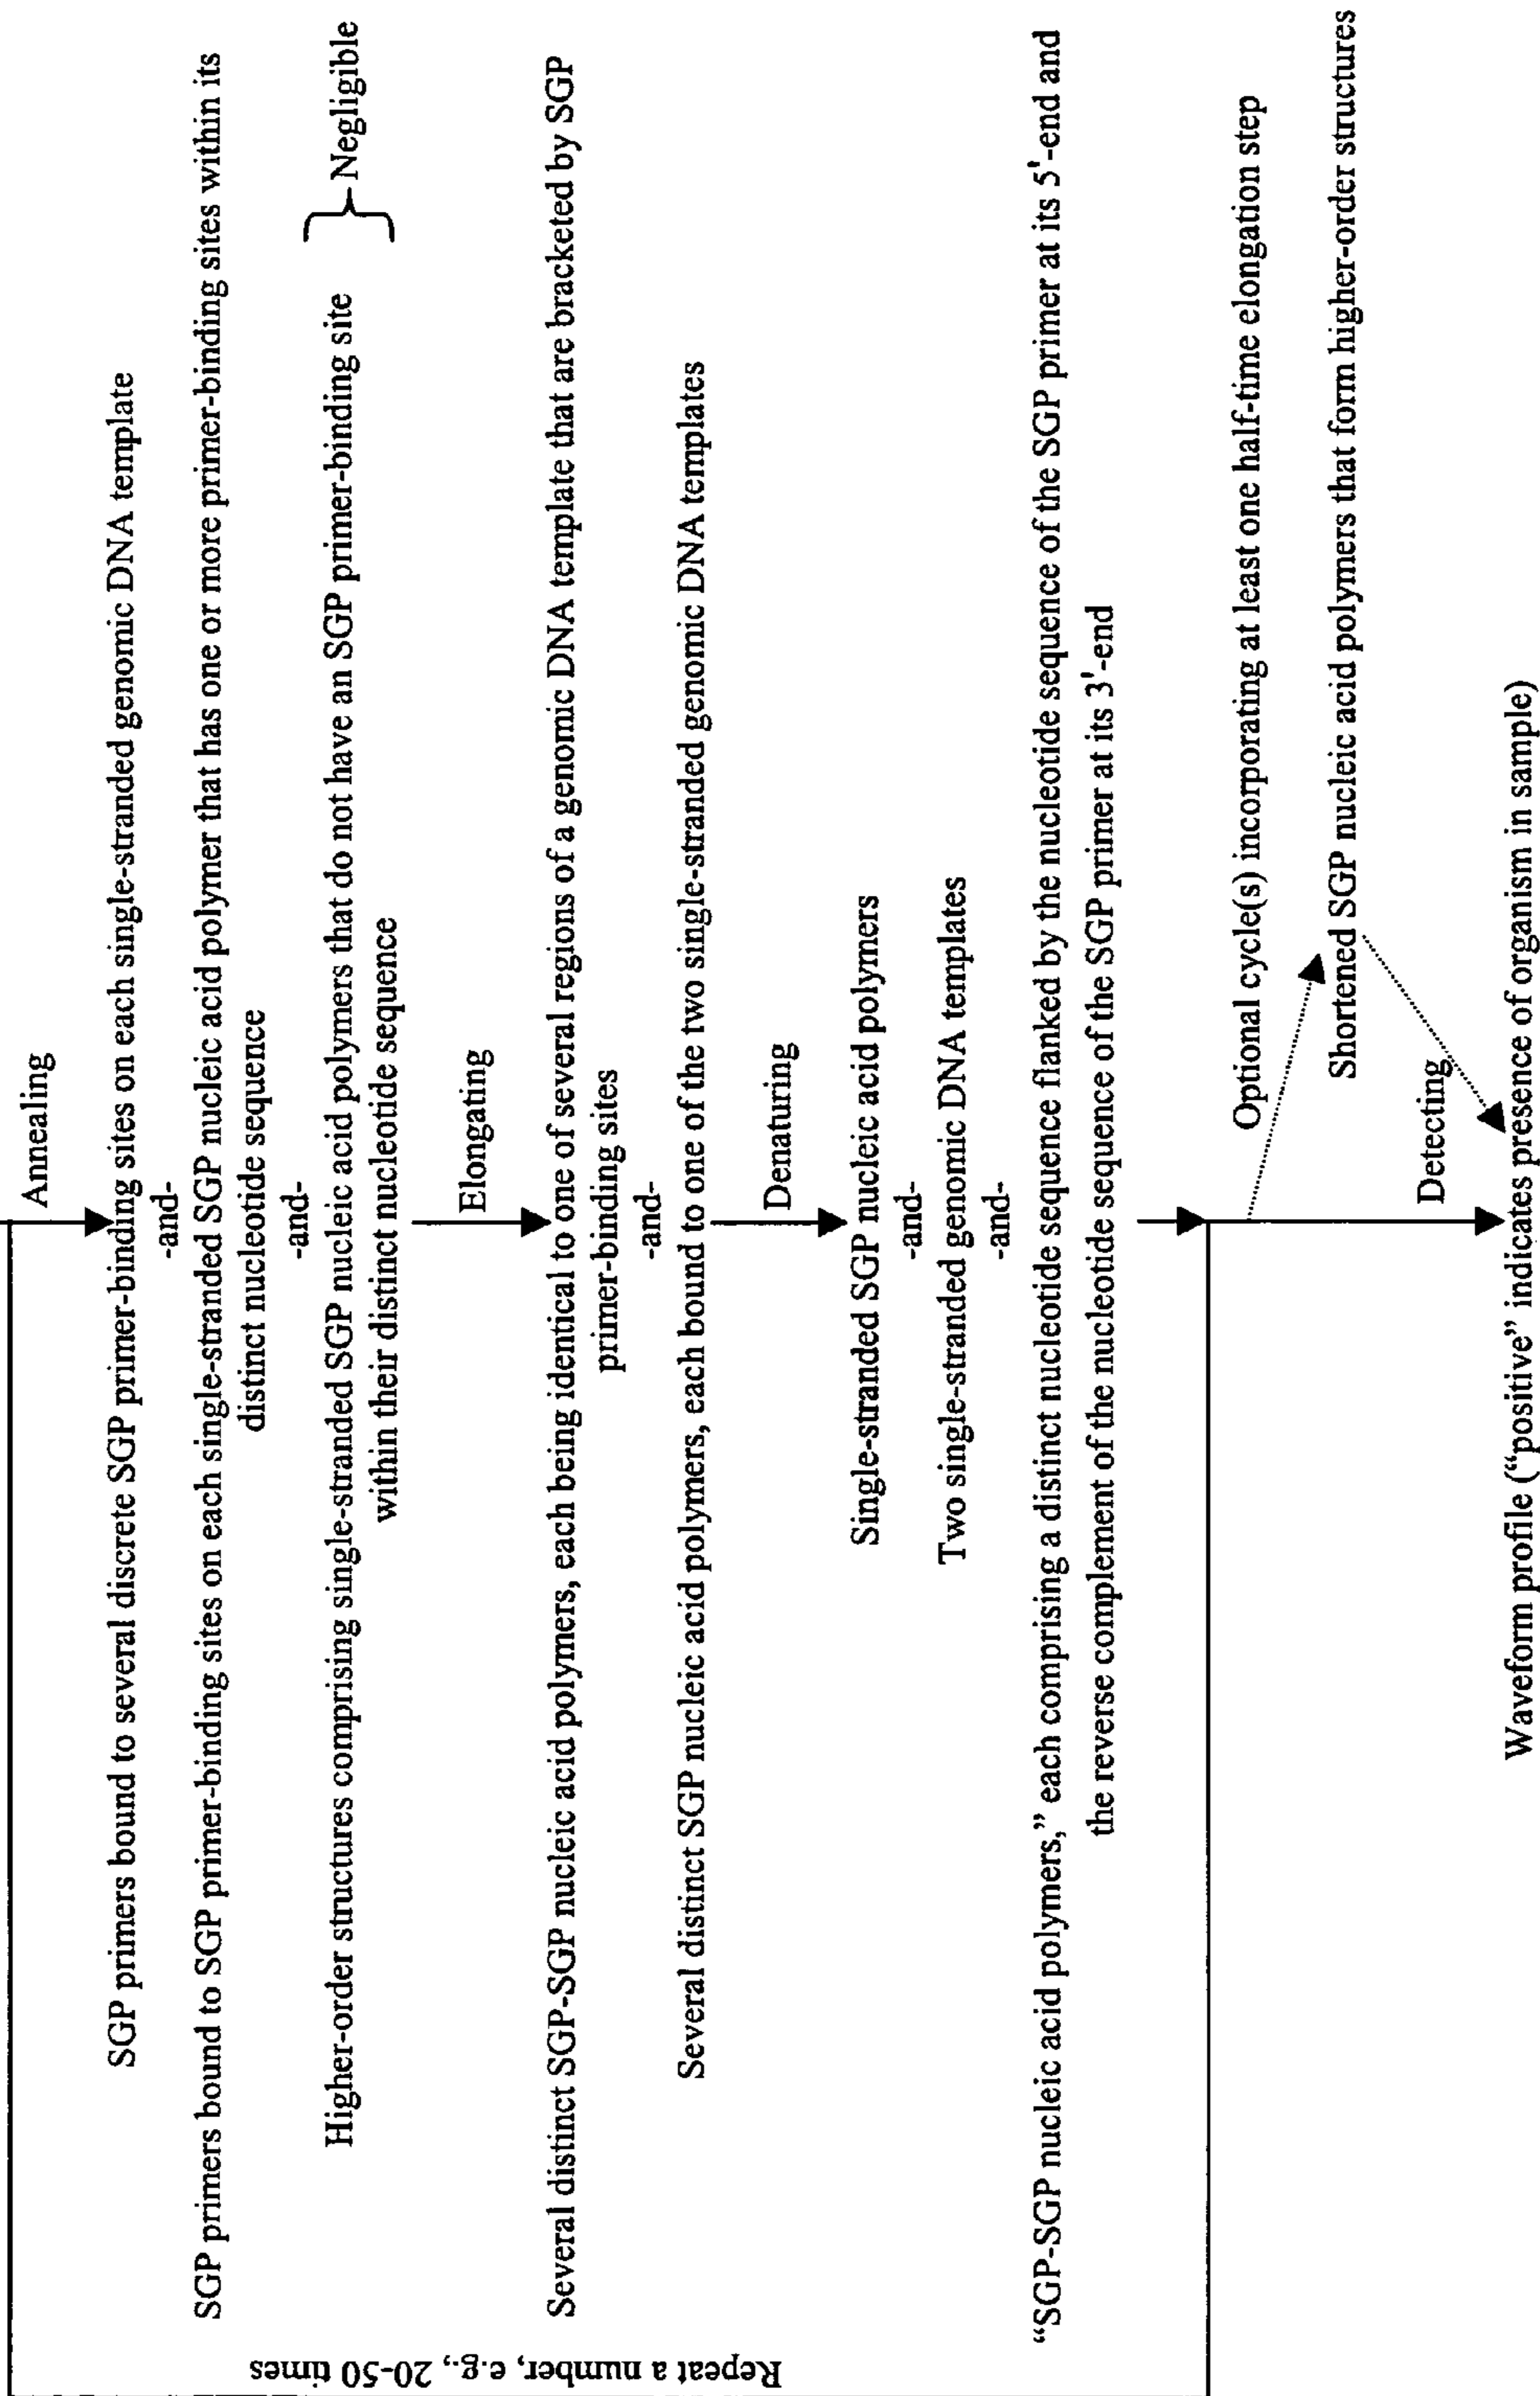 Annealing
SGP primers bound to several discrete SGP primer-binding sites on each single-stranded genomic DNA template
-and-
SGP primers bound to SGP primer-binding sites on each single-stranded SGP nucleic acid polymer that has one or more primer-binding sites within its
distinct nucleotide sequence
-and-
Higher-order structures comprising single-stranded SGP nucleic acid polymers that do not have an SGP primer-binding site
within their distinct nucleotide sequence
Negligible
Elongating
Several distinct SGP-SGP nucleic acid polymers, each being identical to one of several regions of a genomic DNA template that are bracketed by SGP
primer-binding sites
-and-
Several distinct SGP nucleic acid polymers, each bound to one of the two single-stranded genomic DNA templates
Denaturing
Single-stranded SGP nucleic acid polymers
-and-
Two single-stranded genomic DNA templates
-and-
“SGP-SGP nucleic acid polymers,” each comprising a distinct nucleotide sequence flanked by the nucleotide sequence of the SGP primer at its 5'-end and
the reverse complement of the nucleotide sequence of the SGP primer at its 3'-end
Repeat a number, e.g., 20-50 times
Optional cycle(s) incorporating at least one half-time elongation step
Shortened SGP nucleic acid polymers that form higher-order structures
Detecting
Waveform profile (“positive” indicates presence of organism in sample)